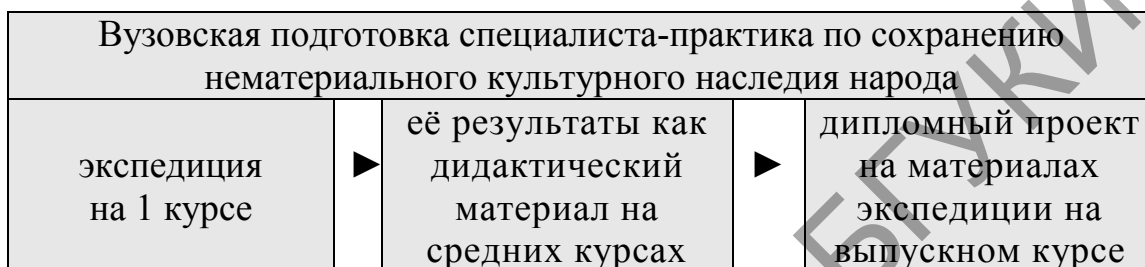 Вузовская подготовка специалиста-практика по сохранению
нематериального культурного наследия народа
экспедиция
на 1 курсе
►
её результаты как
дидактический
материал на
средних курсах
►
дипломный проект
на материалах
экспедиции на
выпускном курсе
БГУКИ